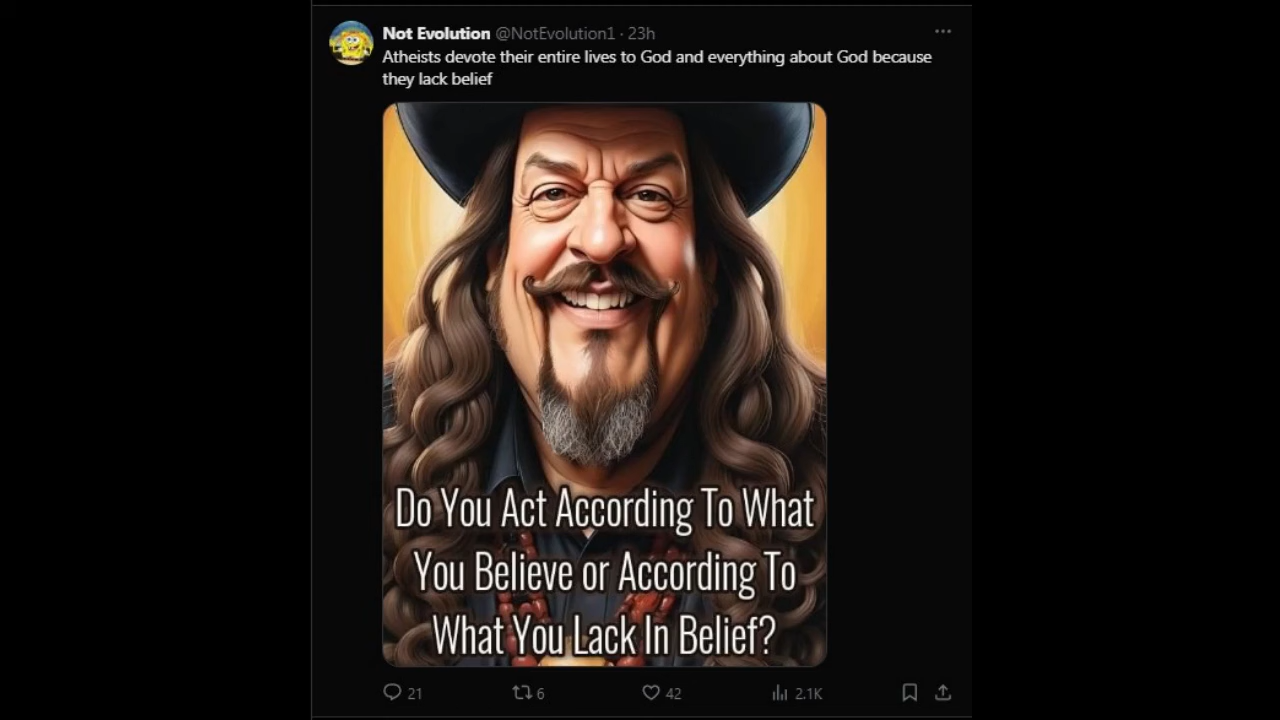 Not Evolution @NotEvolution1 · 23h
Atheists devote their entire lives to God and everything about God because
they lack belief
Do You Act According To What
You Believe or According To
What You Lack In Belief?
21 6 42 2.1K